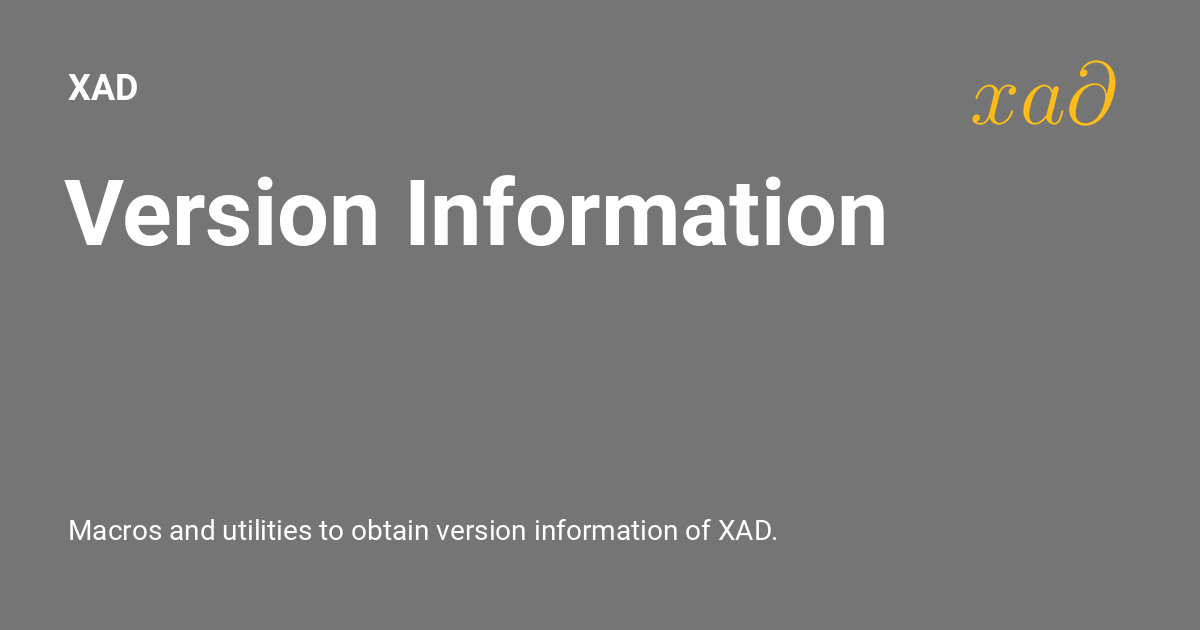 XAD
xa∂
Version Information
Macros and utilities to obtain version information of XAD.